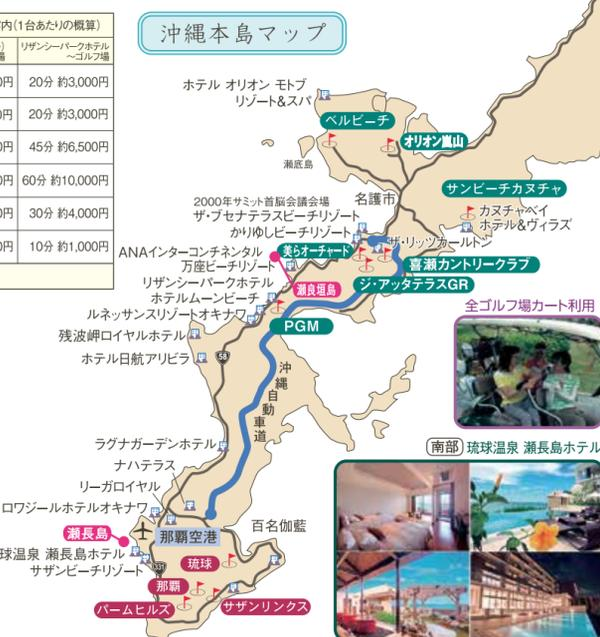 沖縄本島マップ
内(1台あたりの概算)
リザンシーパークホテル
～ゴルフ場
場
円 20分 約3,000円
円 20分 約3,000円
円 45分 約6,500円
円 60分 約10,000円
円 30分 約4,000円
円 10分 約1,000円
ホテル オリオン モトブ
リゾート&スパ
ベルビーチ
オリオン嵐山
瀬底島
サンビーチカヌチャ
2000年サミット首脳会議会場
名護市
ザ・ブセナテラスビーチリゾート
カヌチャベイ
ホテル&ヴィラズ
かりゆしビーチリゾート
ザ・リッツカールトン
ANAインターコンチネンタル
万座ビーチリゾート
美らオーチャード
喜瀬カントリークラブ
リザンシーパークホテル
瀬良垣島
ジ・アッタテラスGR
ホテルムーンビーチ
ルネッサンスリゾートオキナワ
PGM
全ゴルフ場カート利用
残波岬ロイヤルホテル
ホテル日航アリビラ
58
沖縄自動車道
ラグナガーデンホテル
南部 琉球温泉 瀬長島ホテル
ナハテラス
リーガロイヤル
ロワジールホテルオキナワ
百名伽藍
瀬長島
那覇空港
球温泉 瀬長島ホテル
サザンビーチリゾート
331
琉球
那覇
パームヒルズ
サザンリンクス